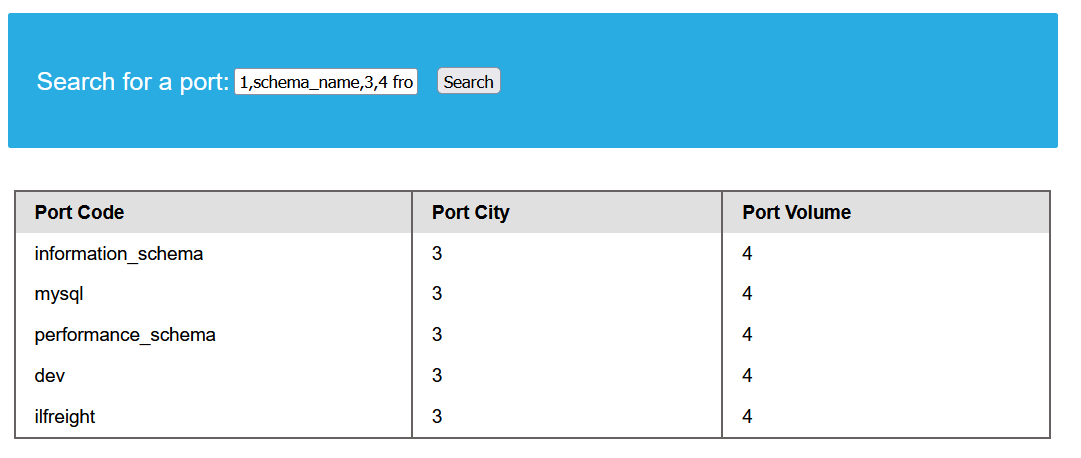 Search for a port: 1,schema_name,3,4 fro Search
Port Code Port City Port Volume
information_schema 3 4
mysql 3 4
performance_schema 3 4
dev 3 4
ilfreight 3 4